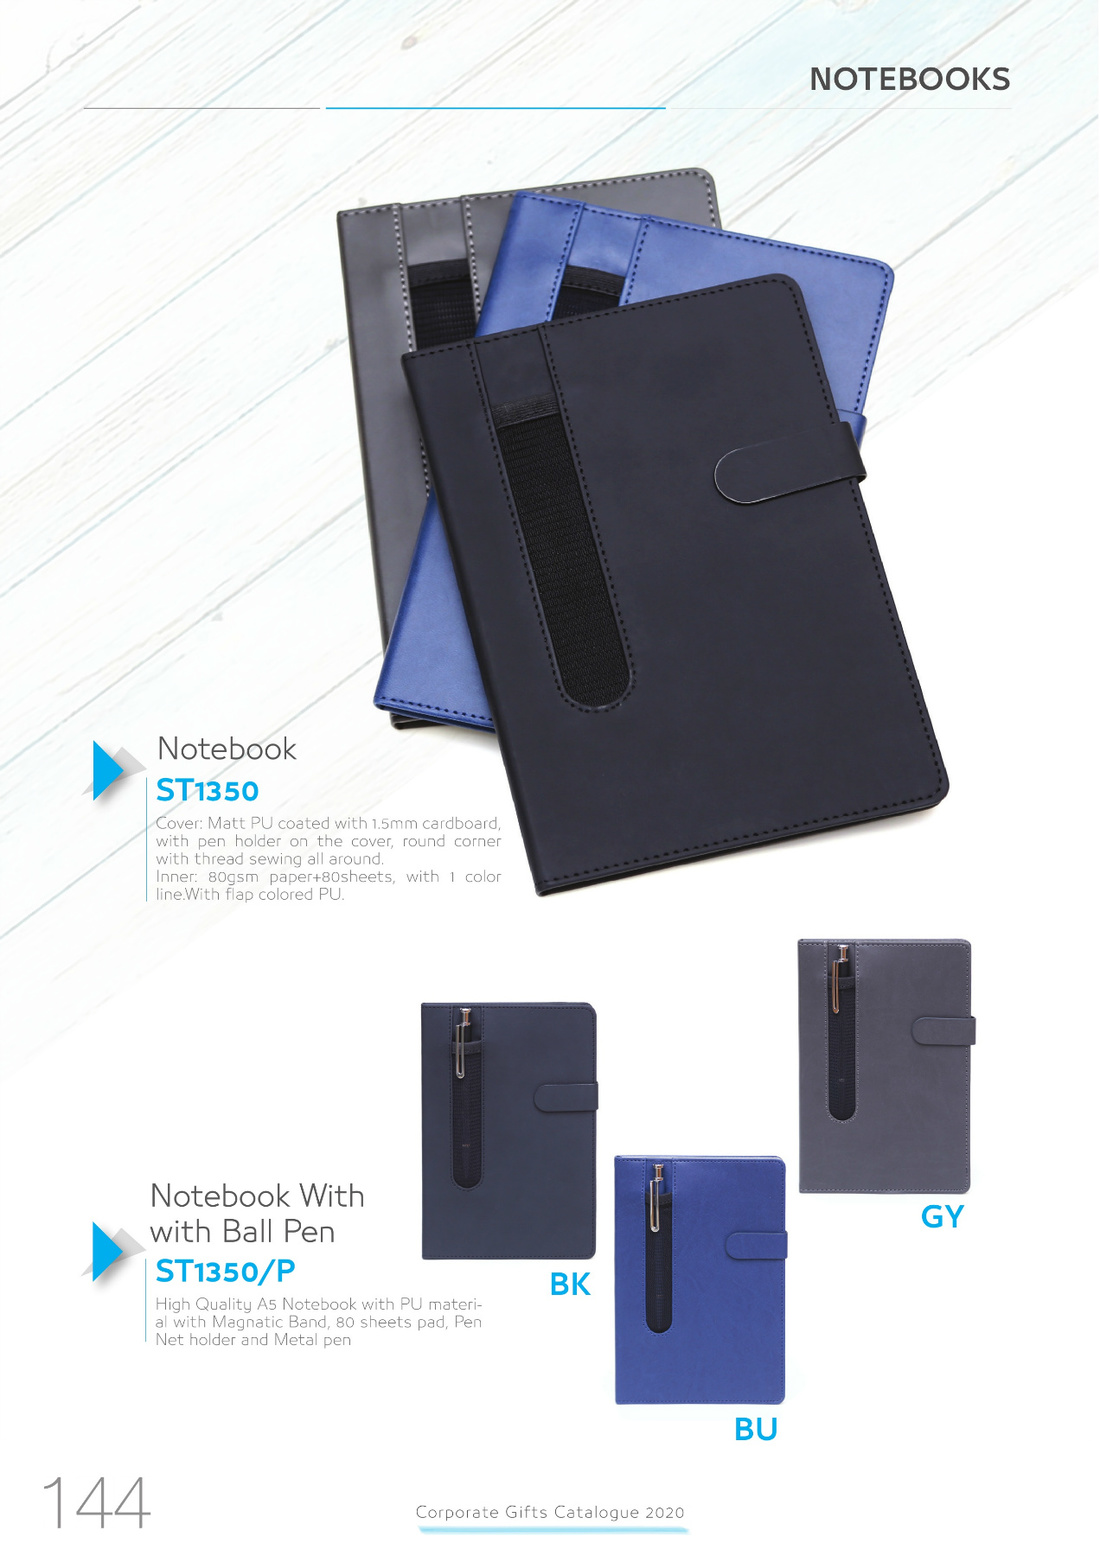 NOTEBOOKS
Notebook
ST1350
Cover: Matt PU coated with 1.5mm cardboard,
with pen holder on the cover, round corner
with thread sewing all around.
Inner: 80gsm paper+80sheets, with 1 color
line.With flap colored PU.
GY
BK
Notebook With
with Ball Pen
ST1350/P
High Quality A5 Notebook with PU materi-
al with Magnatic Band, 80 sheets pad, Pen
Net holder and Metal pen
BU
144
Corporate Gifts Catalogue 2020